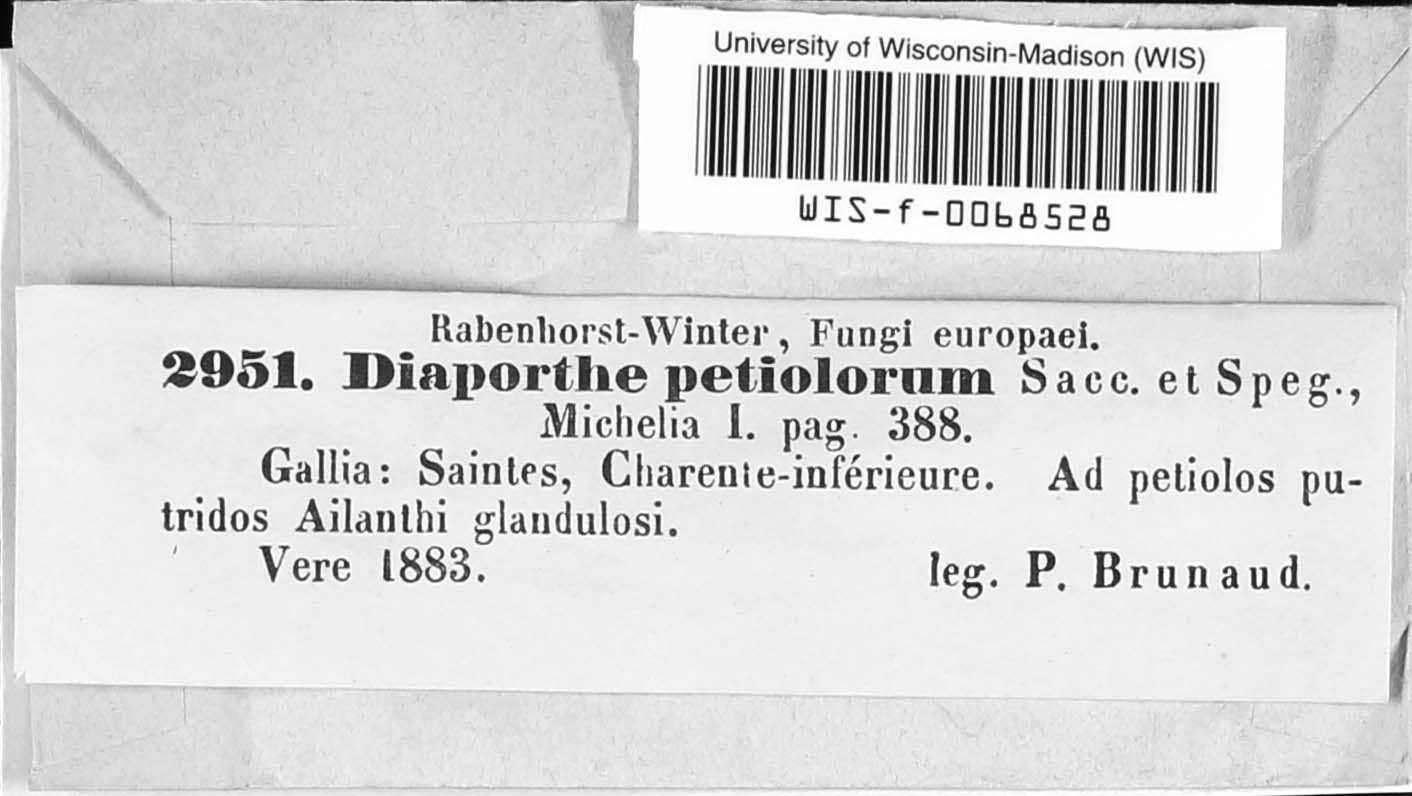 University of Wisconsin-Madison (WIS)
WIS-f-0068528
Rabenhorst-Winter, Fungi europaei.
2951. Diaporthe petiolorum Sacc. et Speg.,
Michelia I. pag. 388.
Gallia: Saintes, Charente-inférieure. Ad petiolos pu-
tridos Ailanthi glandulosi.
Vere 1883. leg. P. Brunaud.